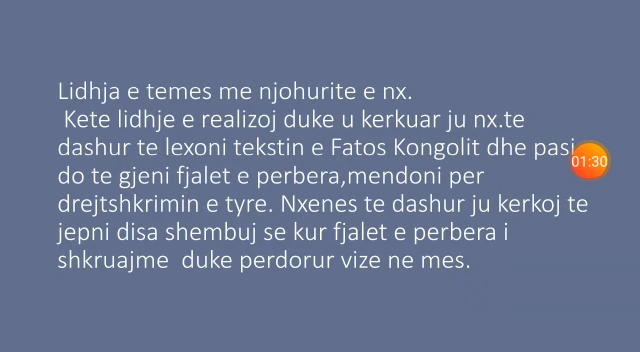 Lidhja e temes me njohurite e nx.
Kete lidhje e realizoj duke u kerkuar ju nx.te
dashur te lexoni tekstin e Fatos Kongolit dhe pasi
01:30
do te gjeni fjalet e perbera,mendoni per
drejtshkrimin e tyre. Nxenes te dashur ju kerkoj te
jepni disa shembuj se kur fjalet e perbera i
shkruajme  duke perdorur vize ne mes.